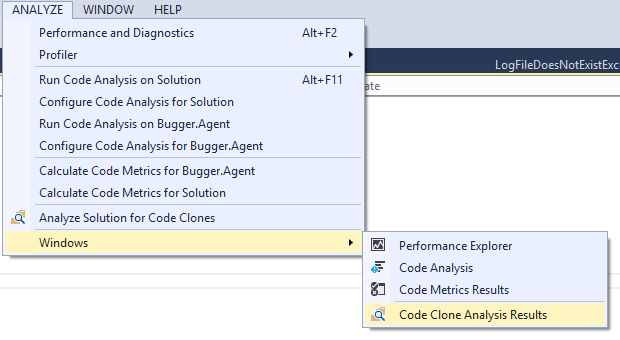 ANALYZE WINDOW HELP
Performance and Diagnostics Alt+F2
Profiler
LogFileDoesNotExistExc
Run Code Analysis on Solution Alt+F11
ate
Configure Code Analysis for Solution
Run Code Analysis on Bugger.Agent
Configure Code Analysis for Bugger.Agent
Calculate Code Metrics for Bugger.Agent
Calculate Code Metrics for Solution
Analyze Solution for Code Clones
Windows
Performance Explorer
Code Analysis
Code Metrics Results
Code Clone Analysis Results